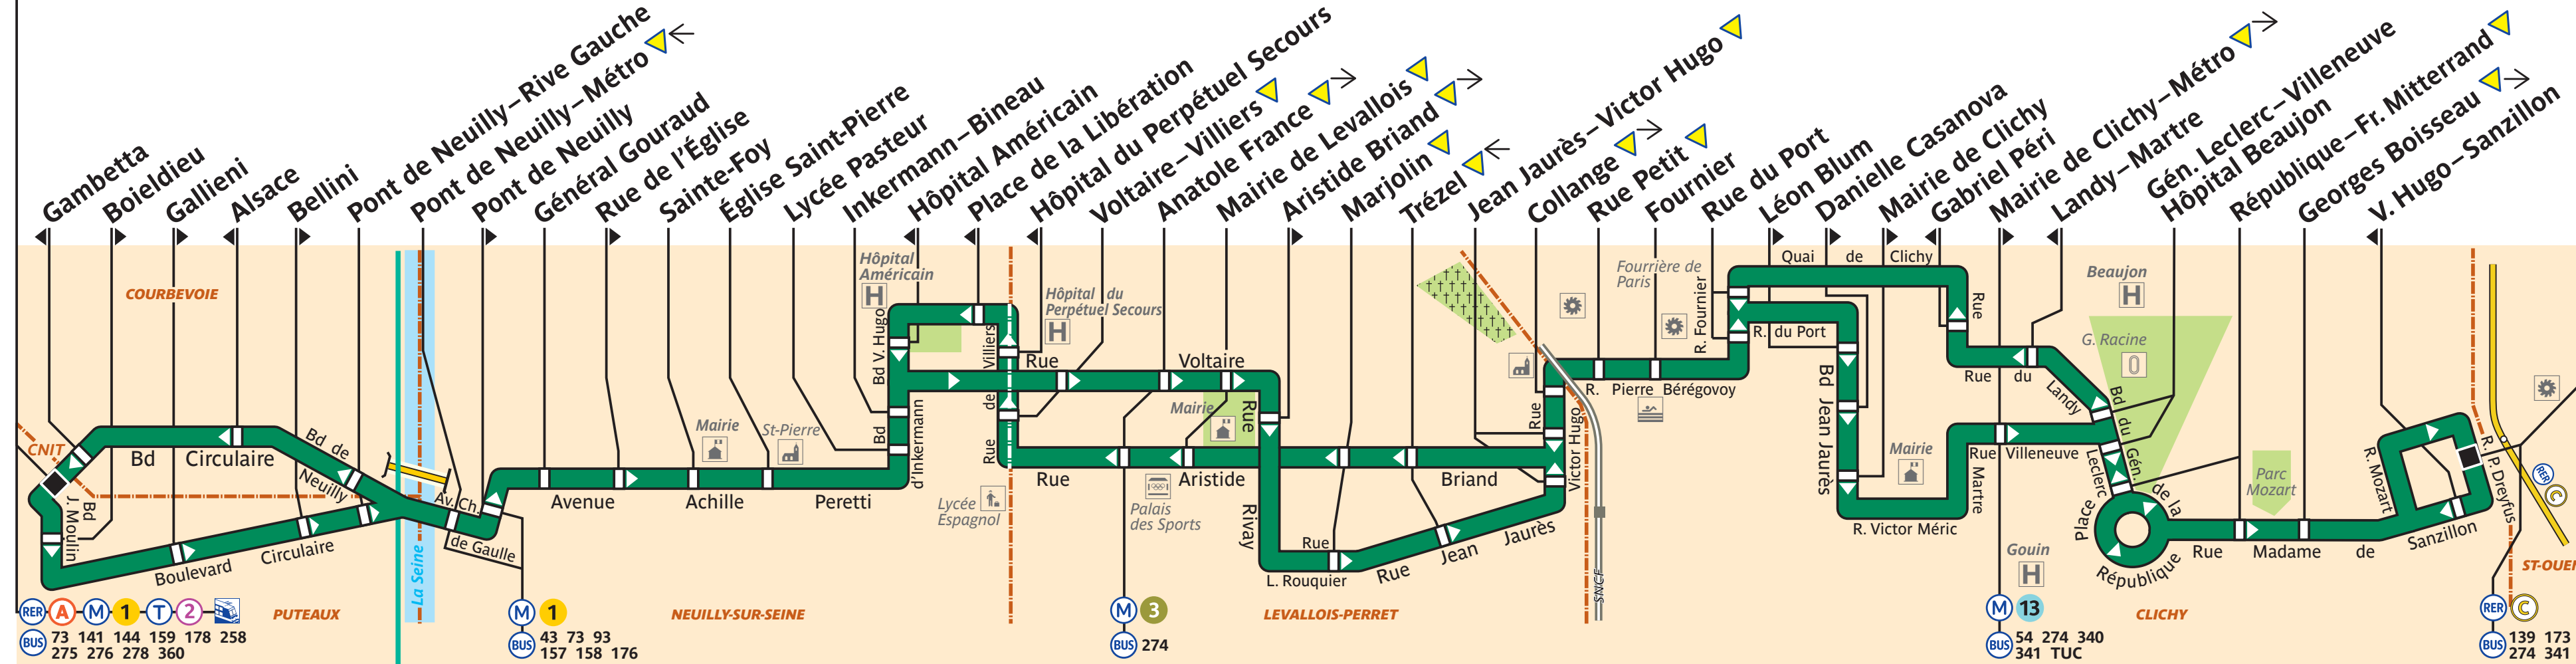 Gambetta
Boieldieu
Gallieni
Alsace
Bellini
Pont de Neuilly–Rive Gauche
Pont de Neuilly–Métro
Pont de Neuilly
Général Gouraud
Rue de l'Église
Sainte-Foy
Église Saint-Pierre
Lycée Pasteur
Inkermann–Bineau
Hôpital Américain
Place de la Libération
Hôpital du Perpétuel Secours
Voltaire–Villiers
Anatole France
Mairie de Levallois
Aristide Briand
Marjolin
Trézel
Jean Jaurès–Victor Hugo
Collange
Rue Petit
Fournier
Rue du Port
Léon Blum
Danielle Casanova
Mairie de Clichy
Gabriel Péri
Mairie de Clichy–Métro
Landy–Martre
Gén. Leclerc–Villeneuve
Hôpital Beaujon
République–Fr. Mitterrand
Georges Boisseau
V. Hugo–Sanzillon
COURBEVOIE
CNIT
Bd Circulaire
Bd de Neuilly
Bd J. Moulin
Boulevard Circulaire
La Seine
Av. Ch. de Gaulle
Avenue Achille Peretti
Mairie
St-Pierre
Bd d'Inkermann
Bd V. Hugo
Hôpital Américain
H
Rue de Villiers
Hôpital du Perpétuel Secours
H
Rue Voltaire
Lycée Espagnol
Rue Aristide Briand
Palais des Sports
Mairie
Rue Rivay
L. Rouquier
Rue
Rue Jean Jaurès
Rue Victor Hugo
SNCF
R. Pierre Bérégovoy
Fourrière de Paris
R. Fournier
R. du Port
Quai de Clichy
Bd Jean Jaurès
Mairie
R. Victor Méric
Rue Martre
Rue Villeneuve
Rue du Landy
Beaujon
H
G. Racine
Bd du Gén. Leclerc
Gouin
H
Place de la République
Parc Mozart
Rue Madame de Sanzillon
R. Mozart
R. P. Dreyfus
RER C
ST-OUEN
PUTEAUX
NEUILLY-SUR-SEINE
LEVALLOIS-PERRET
CLICHY
RER A M 1 T 2
BUS 73 141 144 159 178 258
275 276 278 360
M 1
BUS 43 73 93
157 158 176
M 3
BUS 274
M 13
BUS 54 274 340
341 TUC
RER C
BUS 139 173
274 341